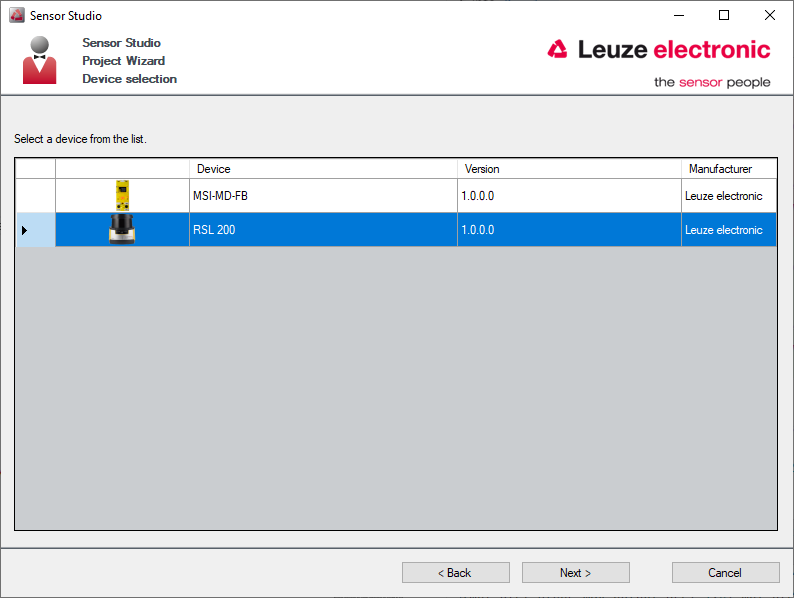 Sensor Studio
Sensor Studio
Project Wizard
Device selection
Leuze electronic
the sensor people
Select a device from the list.
Device Version Manufacturer
MSI-MD-FB 1.0.0.0 Leuze electronic
RSL 200 1.0.0.0 Leuze electronic
< Back Next > Cancel